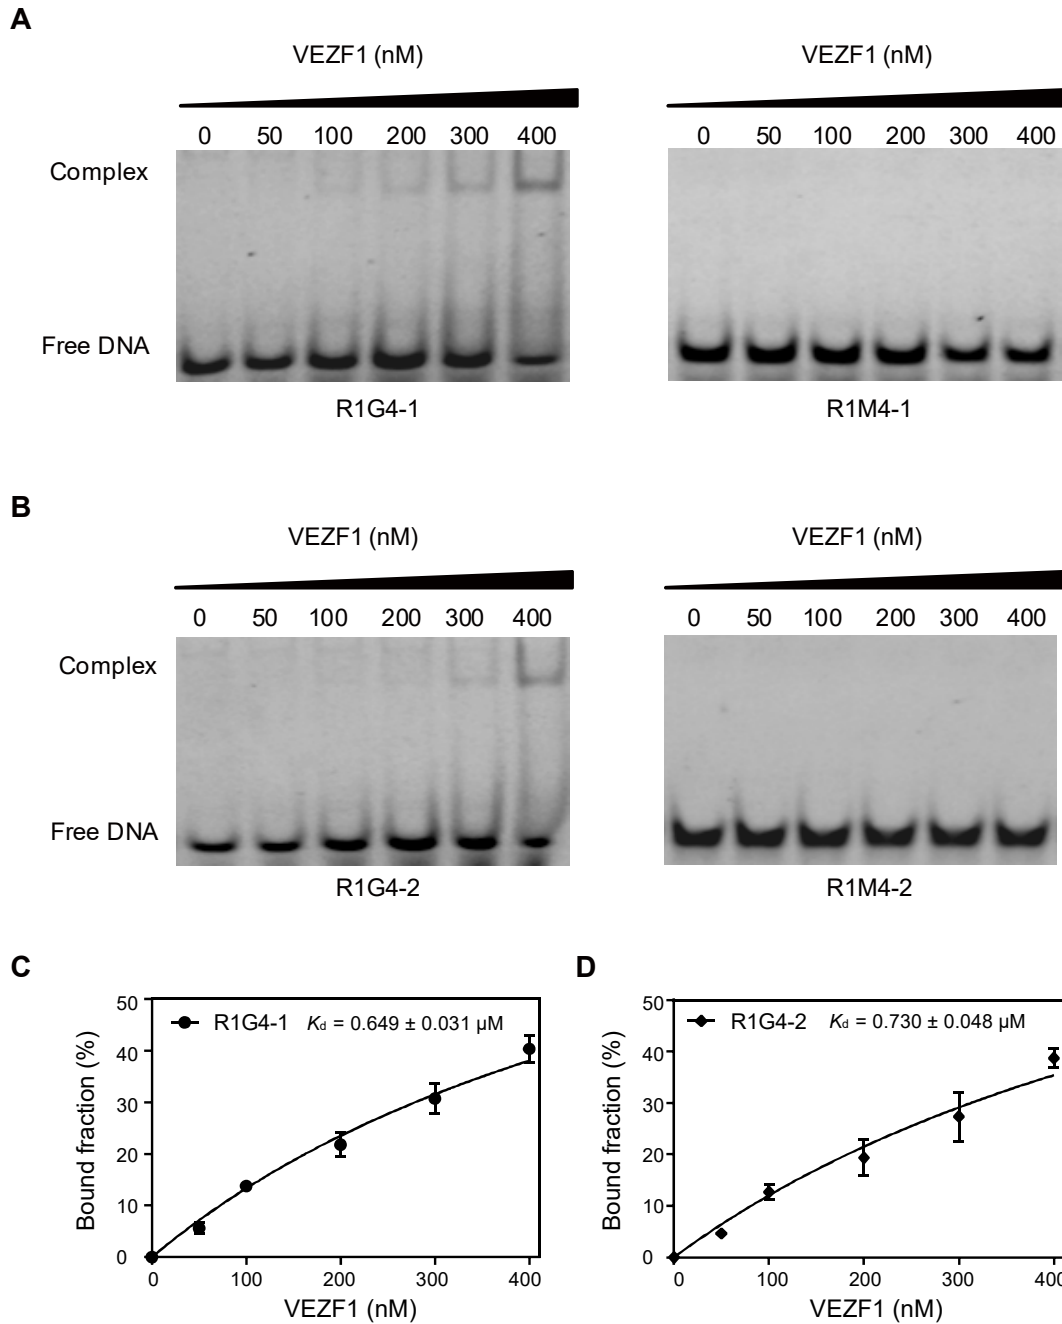 A
VEZF1 (nM)
VEZF1 (nM)
0 50 100 200 300 400
0 50 100 200 300 400
Complex
Free DNA
R1G4-1
R1M4-1
B
VEZF1 (nM)
VEZF1 (nM)
0 50 100 200 300 400
0 50 100 200 300 400
Complex
Free DNA
R1G4-2
R1M4-2
C
R1G4-1 Kd = 0.649 ± 0.031 µM
Bound fraction (%)
50
40
30
20
10
0
0 100 200 300 400
VEZF1 (nM)
D
R1G4-2 Kd = 0.730 ± 0.048 µM
Bound fraction (%)
50
40
30
20
10
0
0 100 200 300 400
VEZF1 (nM)